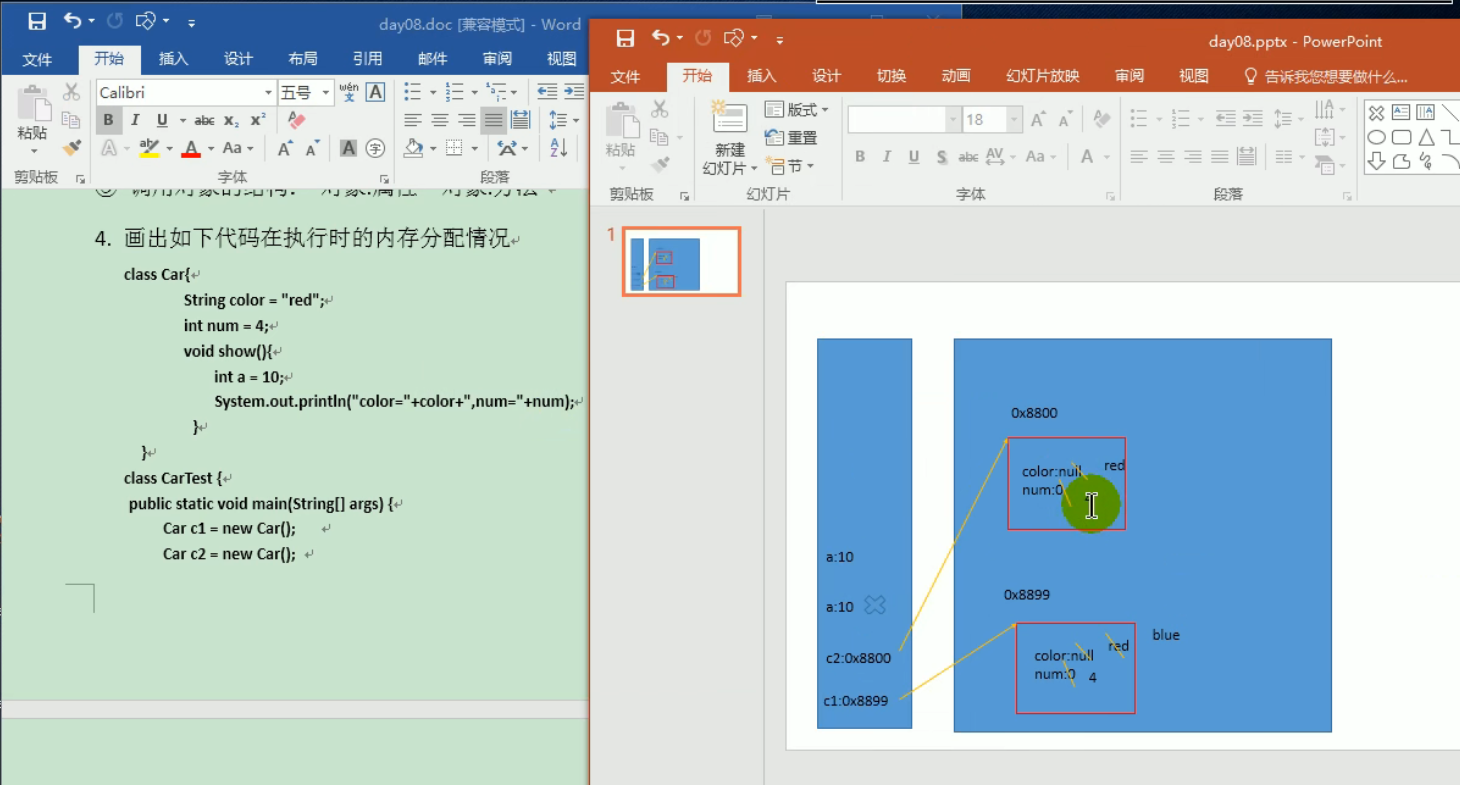 day08.doc [兼容模式] - Word
文件 开始 插入 设计 布局 引用 邮件 审阅 视图
Calibri 五号 wén 文 A
粘贴 B I U abc x₂ x² A
A aby A Aa A A A 字
剪贴板 字体 段落
调用对象的结构: 对象.属性 对象.方法
4. 画出如下代码在执行时的内存分配情况
class Car{
String color = "red";
int num = 4;
void show(){
int a = 10;
System.out.println("color="+color+",num="+num);
}
}
class CarTest {
public static void main(String[] args) {
Car c1 = new Car();
Car c2 = new Car();
day08.pptx - PowerPoint
文件 开始 插入 设计 切换 动画 幻灯片放映 审阅 视图 告诉我您想要做什么...
粘贴 新建 幻灯片 版式 重置 节 18 A A
B I U S abc AV Aa A
剪贴板 幻灯片 字体 段落
1
0x8800
color:null red
num:0
a:10
0x8899
a:10
blue
color:null red
c2:0x8800
num:0 4
c1:0x8899